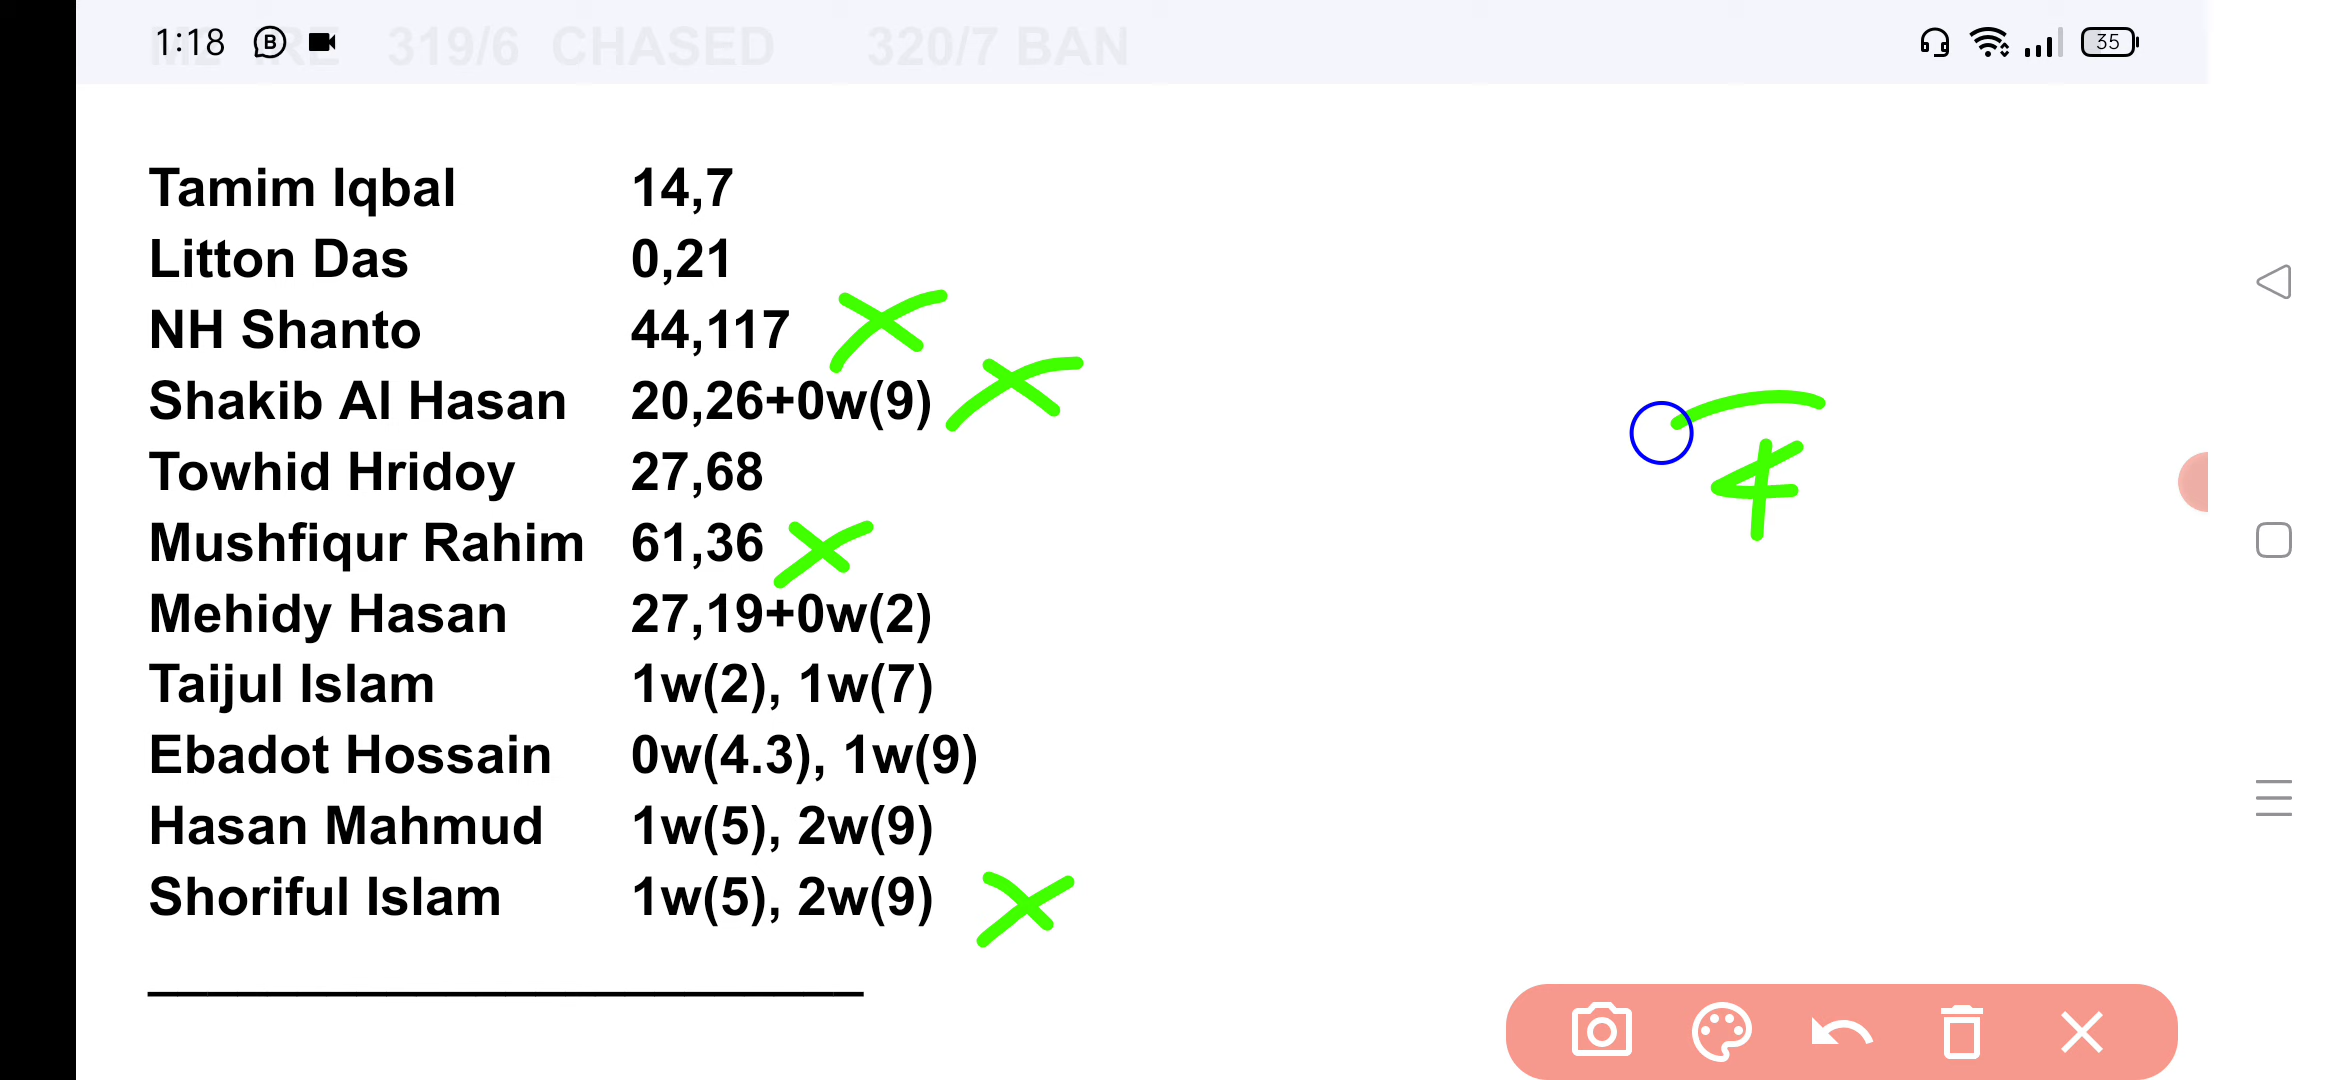 1:18 B 35
319/6 CHASED 320/7 BAN
Tamim Iqbal 14,7
Litton Das 0,21
NH Shanto 44,117
Shakib Al Hasan 20,26+0w(9)
Towhid Hridoy 27,68
4
Mushfiqur Rahim 61,36
Mehidy Hasan 27,19+0w(2)
Taijul Islam 1w(2), 1w(7)
Ebadot Hossain 0w(4.3), 1w(9)
Hasan Mahmud 1w(5), 2w(9)
Shoriful Islam 1w(5), 2w(9)